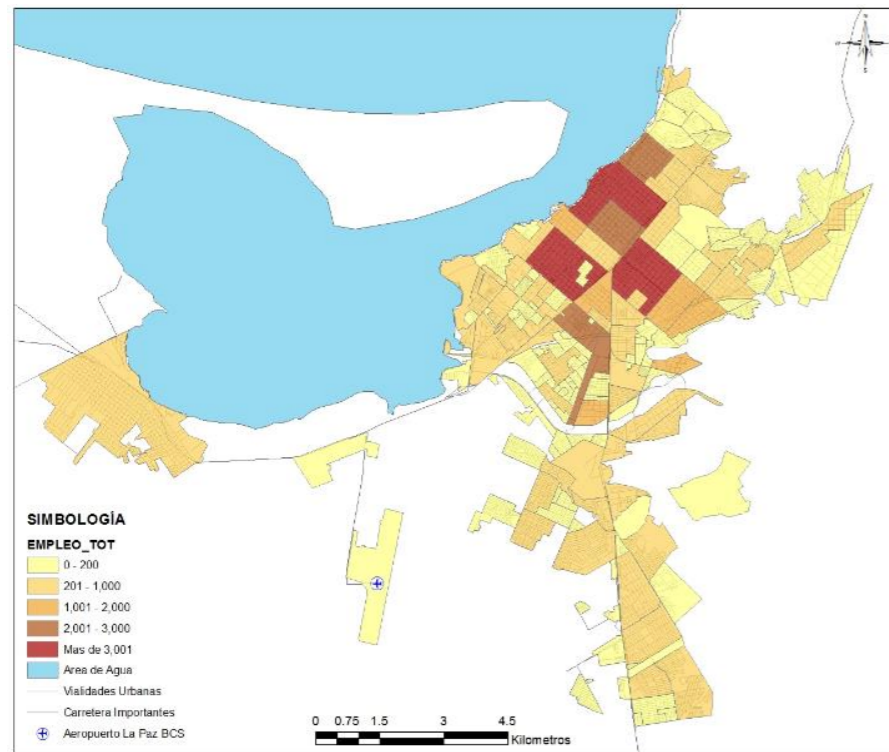 N
S
SIMBOLOGÍA
EMPLEO_TOT
0 - 200
201 - 1,000
1,001 - 2,000
2,001 - 3,000
Mas de 3,001
Area de Agua
Vialidades Urbanas
Carretera Importantes
Aeropuerto La Paz BCS
0 0.75 1.5 3 4.5
Kilometros